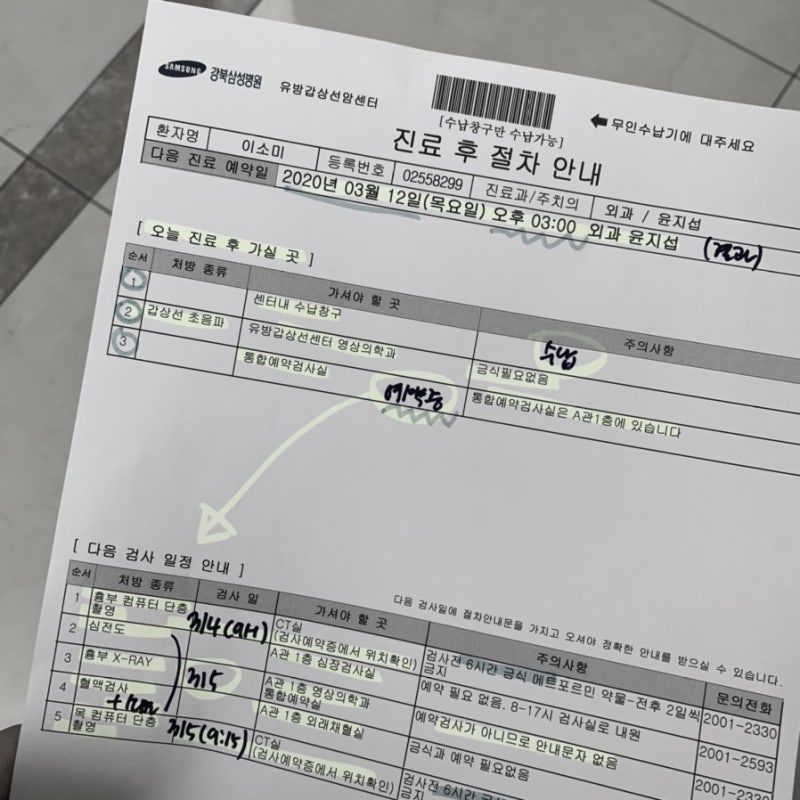 SAMSUNG 강북삼성병원 유방갑상선암센터
[수납창구만 수납가능]
무인수납기에 대주세요
진료 후 절차 안내
환자명 이소미 등록번호 02558299 진료과/주치의 외과 / 윤지섭
다음 진료 예약일 2020년 03월 12일(목요일) 오후 03:00 외과 윤지섭 (결과)
[ 오늘 진료 후 가실 곳 ]
순서 처방 종류 가셔야 할 곳 주의사항
1 센터내 수납창구 수납
2 갑상선 초음파 유방갑상선센터 영상의학과 금식필요없음
3 통합예약검사실 예약증 통합예약검사실은 A관1층에 있습니다
[ 다음 검사 일정 안내 ]
다음 검사일에 절차안내문을 가지고 오셔야 정확한 안내를 받으실 수 있습니다.
순서 처방 종류 검사 일 가셔야 할 곳 주의사항 문의전화
1 흉부 컴퓨터 단층
촬영 3/4 CT실
(검사예약증에서 위치확인) 검사전 6시간 금식 메트포르민 약물-전후 2일씩
금지 2001-2330
2 심전도 A관 1층 심장검사실 예약 필요 없음. 8-17시 검사실로 내원 2001-2593
3 흉부 X-RAY 3/5 A관 1층 영상의학과
통합예약실 예약검사가 아니므로 안내문자 없음
4 혈액검사 A관 1층 외래채혈실 금식과 예약 필요없음
5 목 컴퓨터 단층
촬영 3/5(9:15) CT실
(검사예약증에서 위치확인) 검사전 6시간 금식
금지